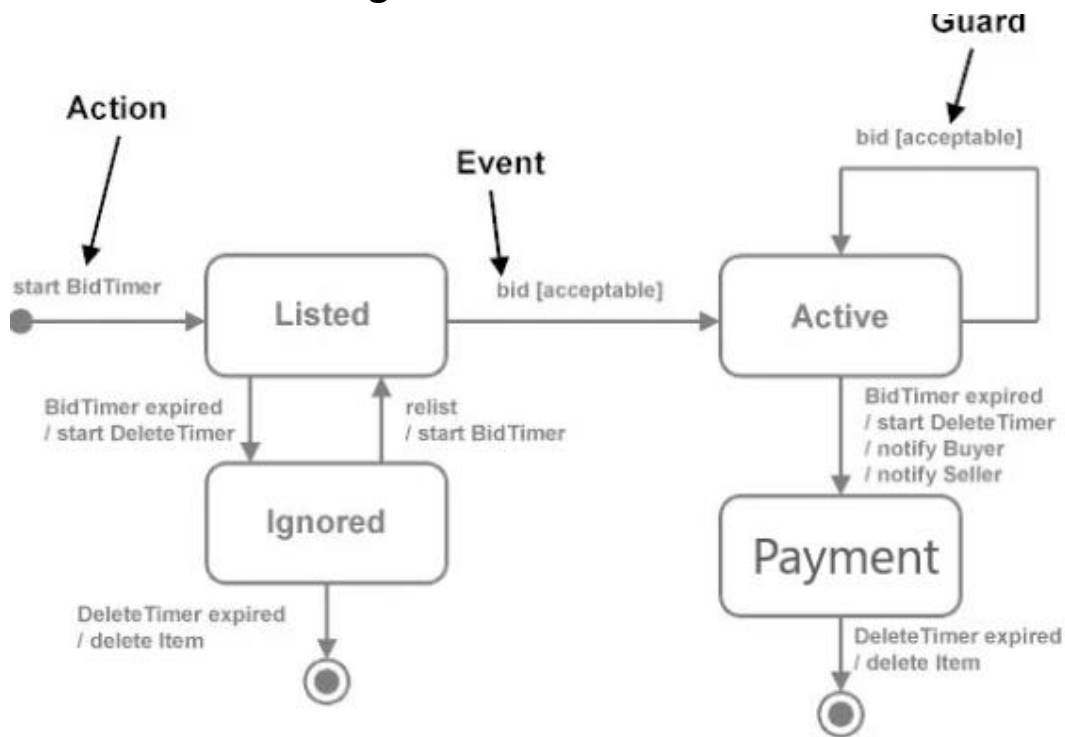 Guard
Action
bid [acceptable]
Event
start BidTimer
bid [acceptable]
Listed
Active
BidTimer expired
/ start DeleteTimer
relist
/ start BidTimer
BidTimer expired
/ start DeleteTimer
/ notify Buyer
/ notify Seller
Ignored
Payment
DeleteTimer expired
/ delete Item
DeleteTimer expired
/ delete Item